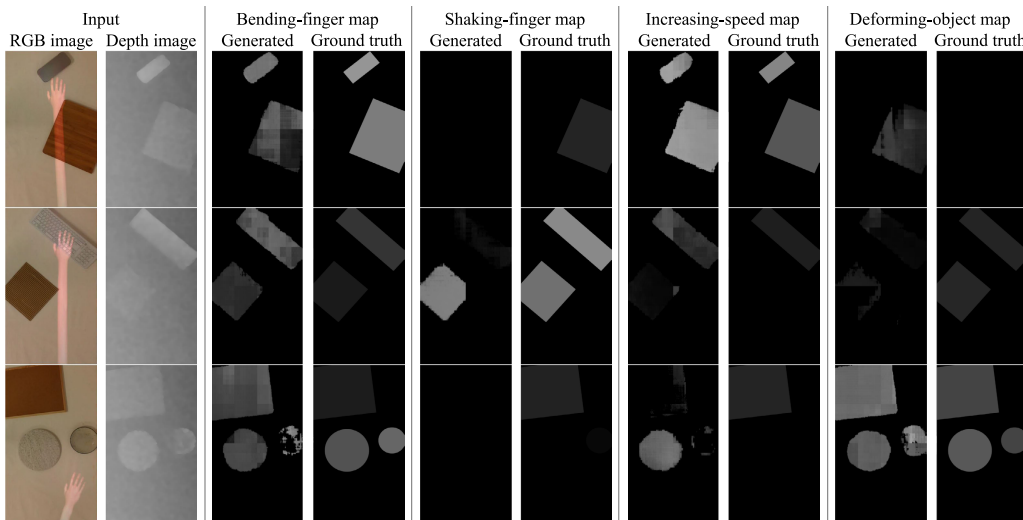 Input Bending-finger map Shaking-finger map Increasing-speed map Deforming-object map
RGB image Depth image Generated Ground truth Generated Ground truth Generated Ground truth Generated Ground truth